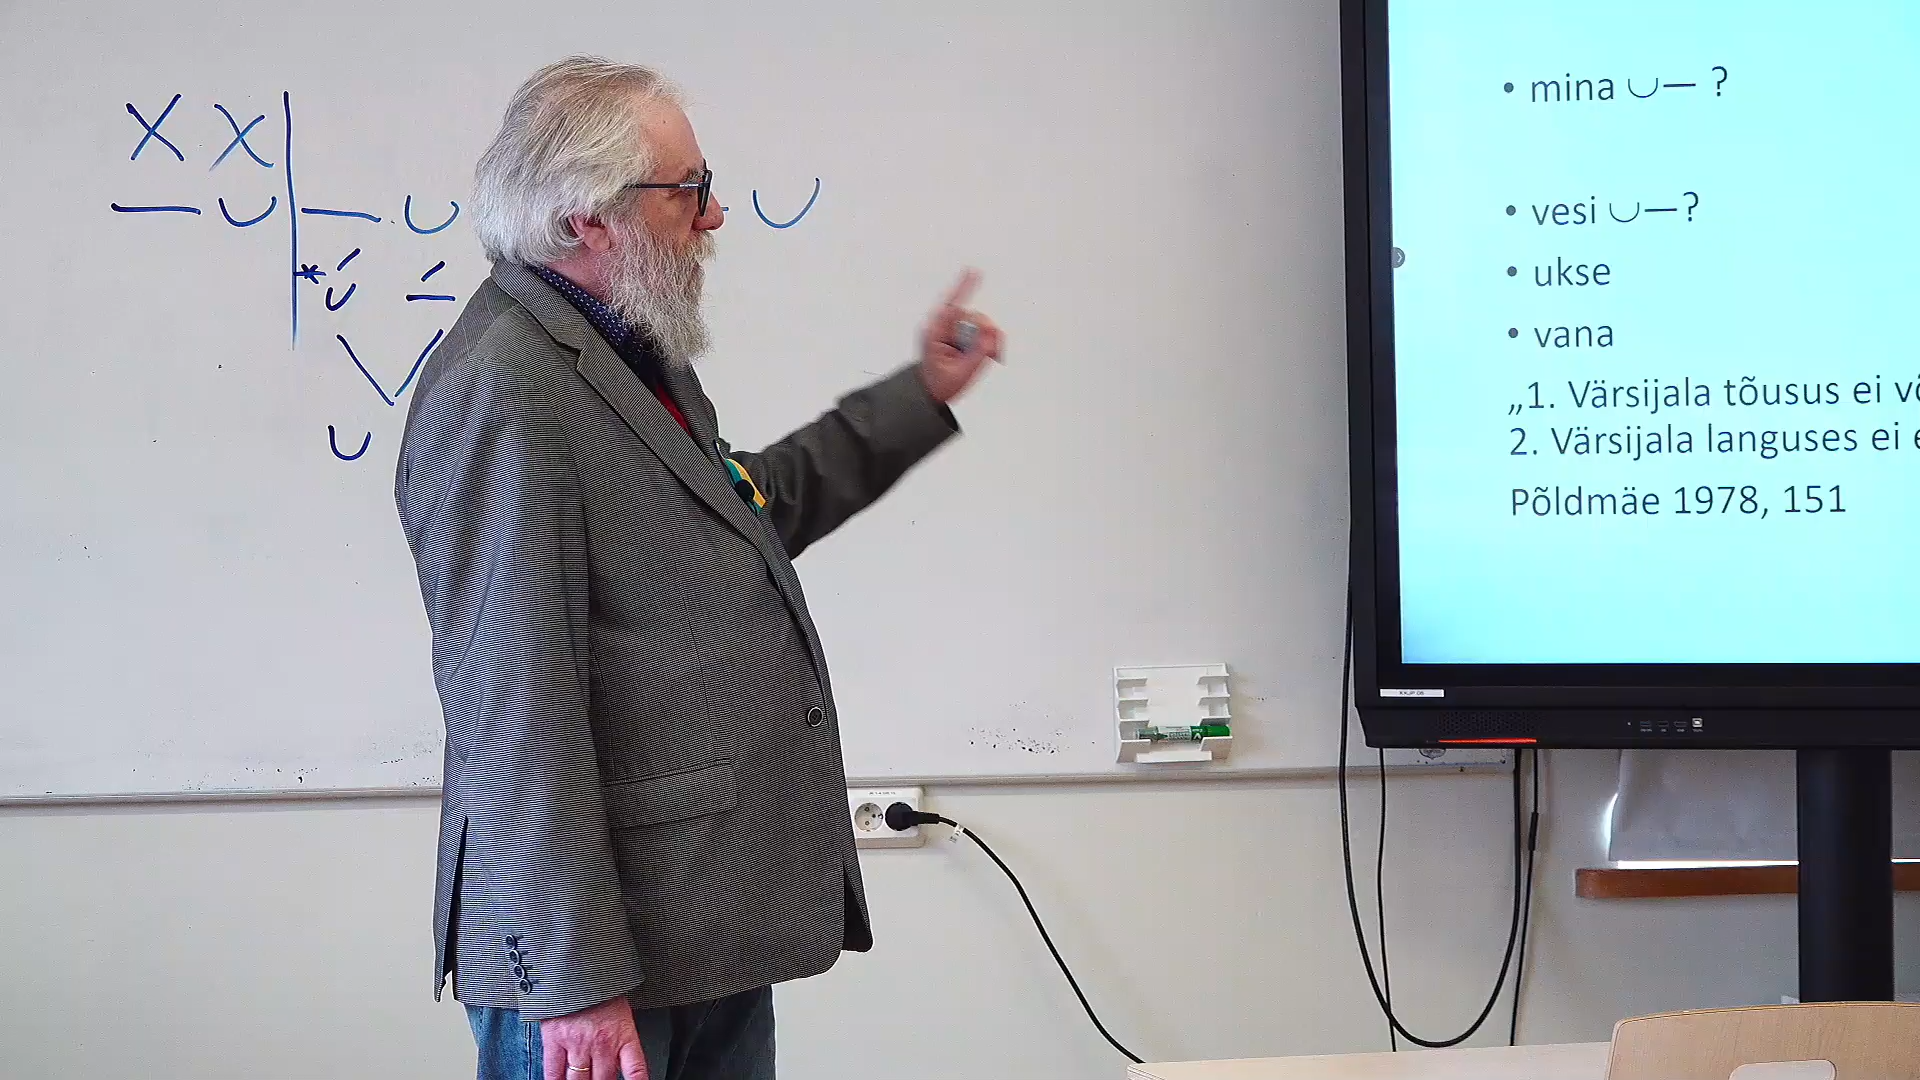 X X
— ∪ | — ∪ - ∪
* ∪́ —́
∪
• mina ∪— ?
• vesi ∪—?
• ukse
• vana
„1. Värsijala tõusus ei
2. Värsijala languses ei
Põldmäe 1978, 151